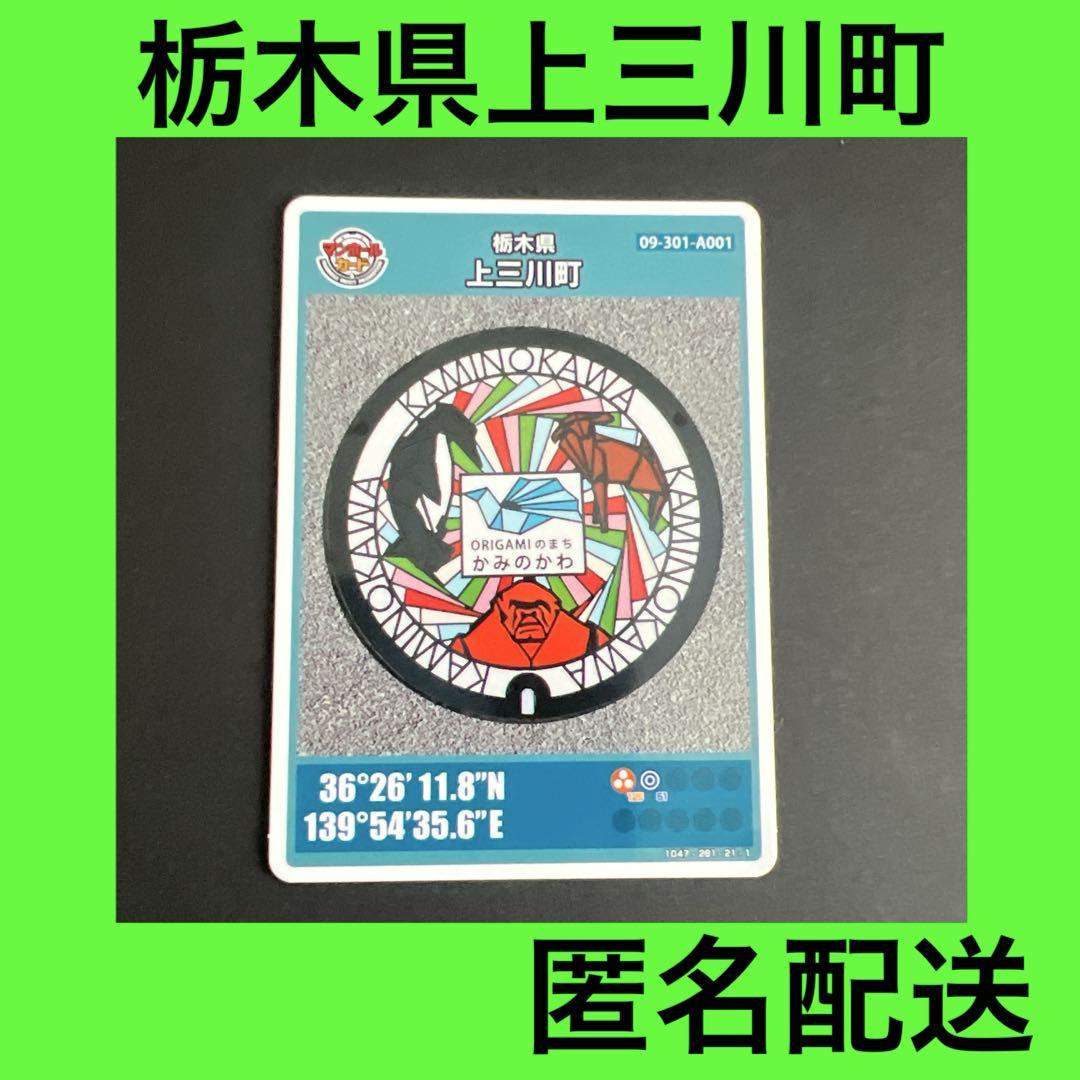 栃木県上三川町
マンホール
カード
栃木県
上三川町
09-301-A001
KAMINOKAWA
KAMINOKAWA
KAMINOKAWA
ORIGAMIのまち
かみのかわ
36°26'11.8"N
139°54'35.6"E
61
1047-261-21-1
匿名配送